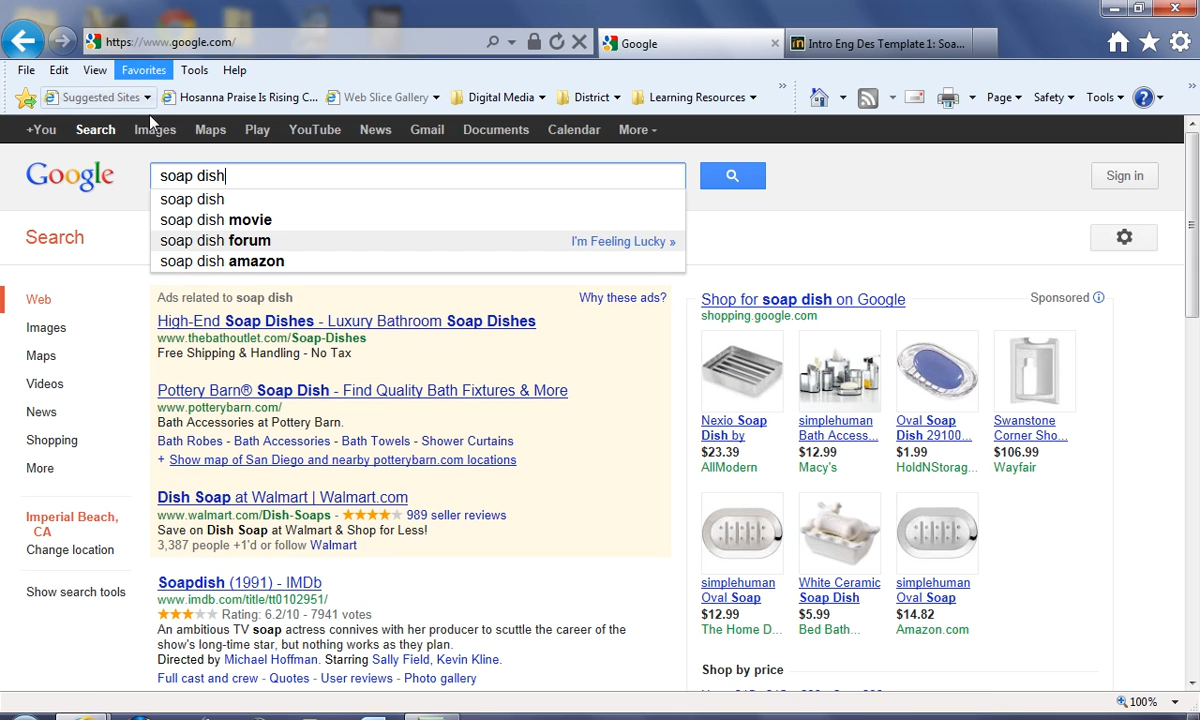 https://www.google.com/
Google
Intro Eng Des Template 1: Soa...
File Edit View Favorites Tools Help
Suggested Sites
Hosanna Praise Is Rising C...
Web Slice Gallery
Digital Media
District
Learning Resources
»
Page
Safety
Tools
»
+You Search Images Maps Play YouTube News Gmail Documents Calendar More
Google
soap dish
Sign in
soap dish
soap dish movie
soap dish forum
I'm Feeling Lucky »
soap dish amazon
Search
Web
Images
Maps
Videos
News
Shopping
More
Imperial Beach,
CA
Change location
Show search tools
Ads related to soap dish
Why these ads?
High-End Soap Dishes - Luxury Bathroom Soap Dishes
www.thebathoutlet.com/Soap-Dishes
Free Shipping & Handling - No Tax
Pottery Barn® Soap Dish - Find Quality Bath Fixtures & More
www.potterybarn.com/
Bath Accessories at Pottery Barn.
Bath Robes - Bath Accessories - Bath Towels - Shower Curtains
+ Show map of San Diego and nearby potterybarn.com locations
Dish Soap at Walmart | Walmart.com
www.walmart.com/Dish-Soaps - 989 seller reviews
Save on Dish Soap at Walmart & Shop for Less!
3,387 people +1'd or follow Walmart
Soapdish (1991) - IMDb
www.imdb.com/title/tt0102951/
Rating: 6.2/10 - 7941 votes
An ambitious TV soap actress connives with her producer to scuttle the career of the
show's long-time star, but nothing works as they plan.
Directed by Michael Hoffman. Starring Sally Field, Kevin Kline.
Full cast and crew - Quotes - User reviews - Photo gallery
Shop for soap dish on Google
Sponsored
shopping.google.com
Nexio Soap
Dish by
$23.39
AllModern
simplehuman
Bath Access...
$12.99
Macy's
Oval Soap
Dish 29100...
$1.99
HoldNStorag...
Swanstone
Corner Sho...
$106.99
Wayfair
simplehuman
Oval Soap
$12.99
The Home D...
White Ceramic
Soap Dish
$5.99
Bed Bath...
simplehuman
Oval Soap
$14.82
Amazon.com
Shop by price
100%